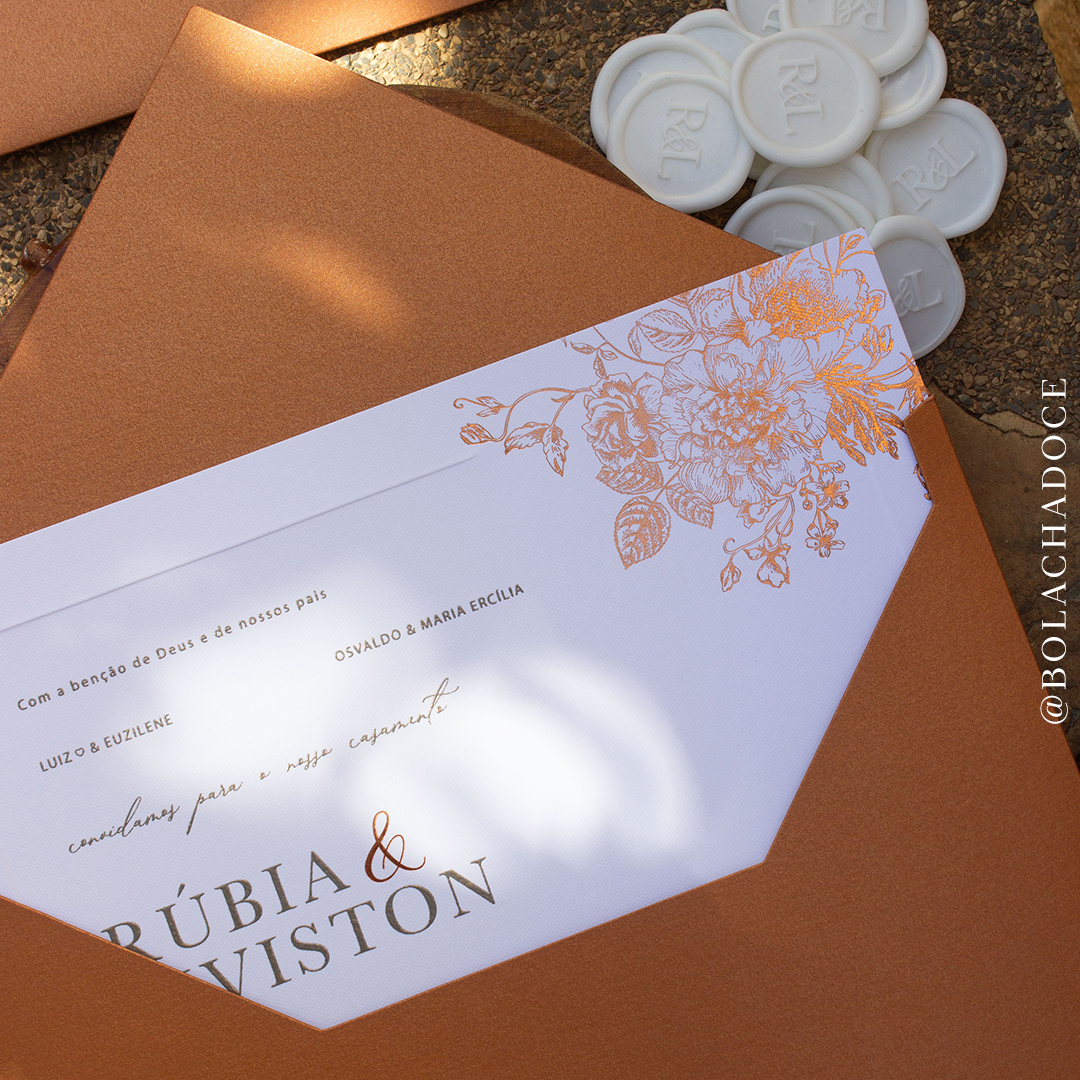 Com a benção de Deus e de nossos pais
LUIZ♡ & EUZILENE
OSVALDO & MARIA ERCÍLIA
convidamos para o nosso casamento
RÚBIA &
VISTON
R&L
R&L
R&L
R&L
&L
@BOLACHADOCE